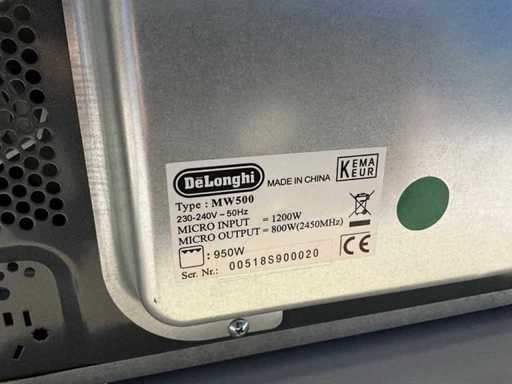 DeLonghi
MADE IN CHINA
KEMA
KEUR
Type : MW500
230-240V ~ 50Hz
MICRO INPUT = 1200W
MICRO OUTPUT = 800W(2450MHz)
: 950W
CE
Ser. Nr.: 00518S900020